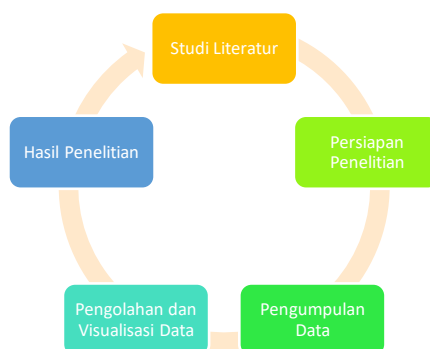 Studi Literatur
Persiapan
Penelitian
Pengumpulan
Data
Pengolahan dan
Visualisasi Data
Hasil Penelitian